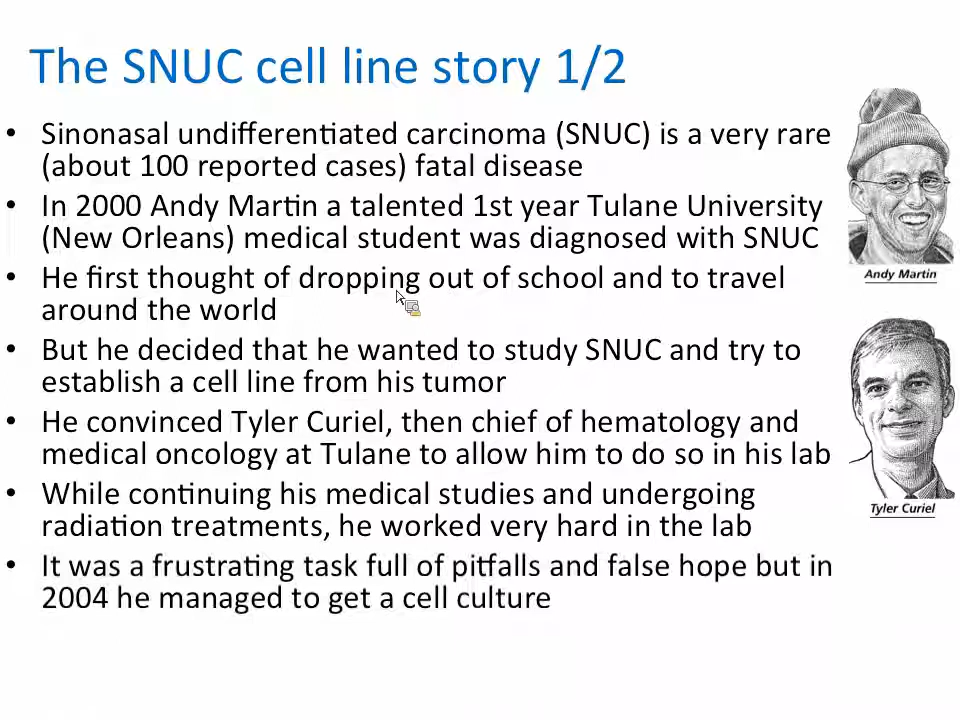 The SNUC cell line story 1/2
• Sinonasal undifferentiated carcinoma (SNUC) is a very rare
(about 100 reported cases) fatal disease
• In 2000 Andy Martin a talented 1st year Tulane University
(New Orleans) medical student was diagnosed with SNUC
• He first thought of dropping out of school and to travel
around the world
• But he decided that he wanted to study SNUC and try to
establish a cell line from his tumor
• He convinced Tyler Curiel, then chief of hematology and
medical oncology at Tulane to allow him to do so in his lab
• While continuing his medical studies and undergoing
radiation treatments, he worked very hard in the lab
• It was a frustrating task full of pitfalls and false hope but in
2004 he managed to get a cell culture
Andy Martin
Tyler Curiel